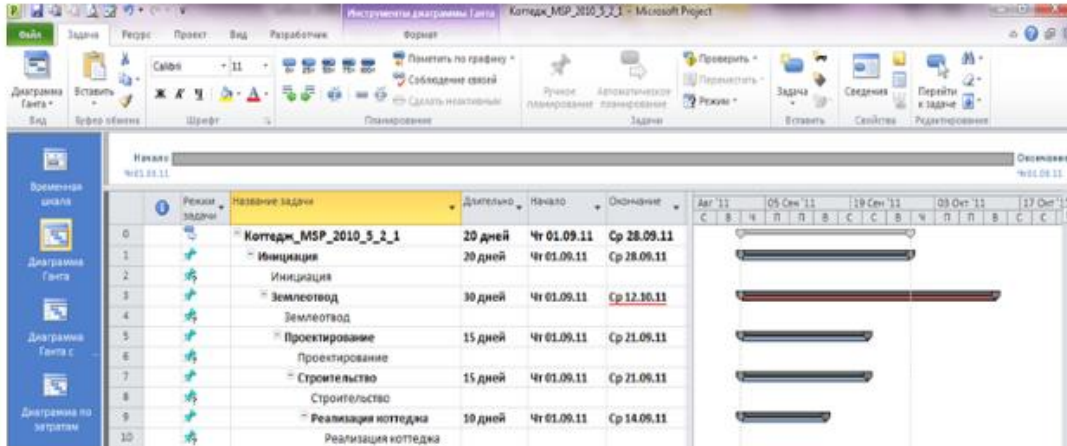 Инструменты диаграммы Ганта
Коттедж_MSP_2010_5_2_1 - Microsoft Project
Файл Задача Ресурс Проект Вид Разработчик Формат
Calibri 11
Пометить по графику
Соблюдение связей
Сделать неактивным
Ручное планирование
Автоматическое планирование
Проверить
Переместить
Режим
Задача
Сведения
Перейти к задаче
Диаграмма Ганта
Вставить
Вид Буфер обмена Шрифт Планирование Задачи Вставить Свойства Редактирование
Начало
Чт 01.09.11
Окончание
Временная шкала
Диаграмма Ганта
Диаграмма Ганта с ...
Диаграмма по затратам
Режим задачи Название задачи Длительно Начало Окончание
Авг '11 05 Сен '11 19 Сен '11 03 Окт '11 17 Окт '1
С В Ч П П В С С В Ч П П В С С
0 Коттедж_MSP_2010_5_2_1 20 дней Чт 01.09.11 Ср 28.09.11
1 Инициация 20 дней Чт 01.09.11 Ср 28.09.11
2 Инициация
3 Землеотвод 30 дней Чт 01.09.11 Ср 12.10.11
4 Землеотвод
5 Проектирование 15 дней Чт 01.09.11 Ср 21.09.11
6 Проектирование
7 Строительство 15 дней Чт 01.09.11 Ср 21.09.11
8 Строительство
9 Реализация коттеджа 10 дней Чт 01.09.11 Ср 14.09.11
10 Реализация коттеджа